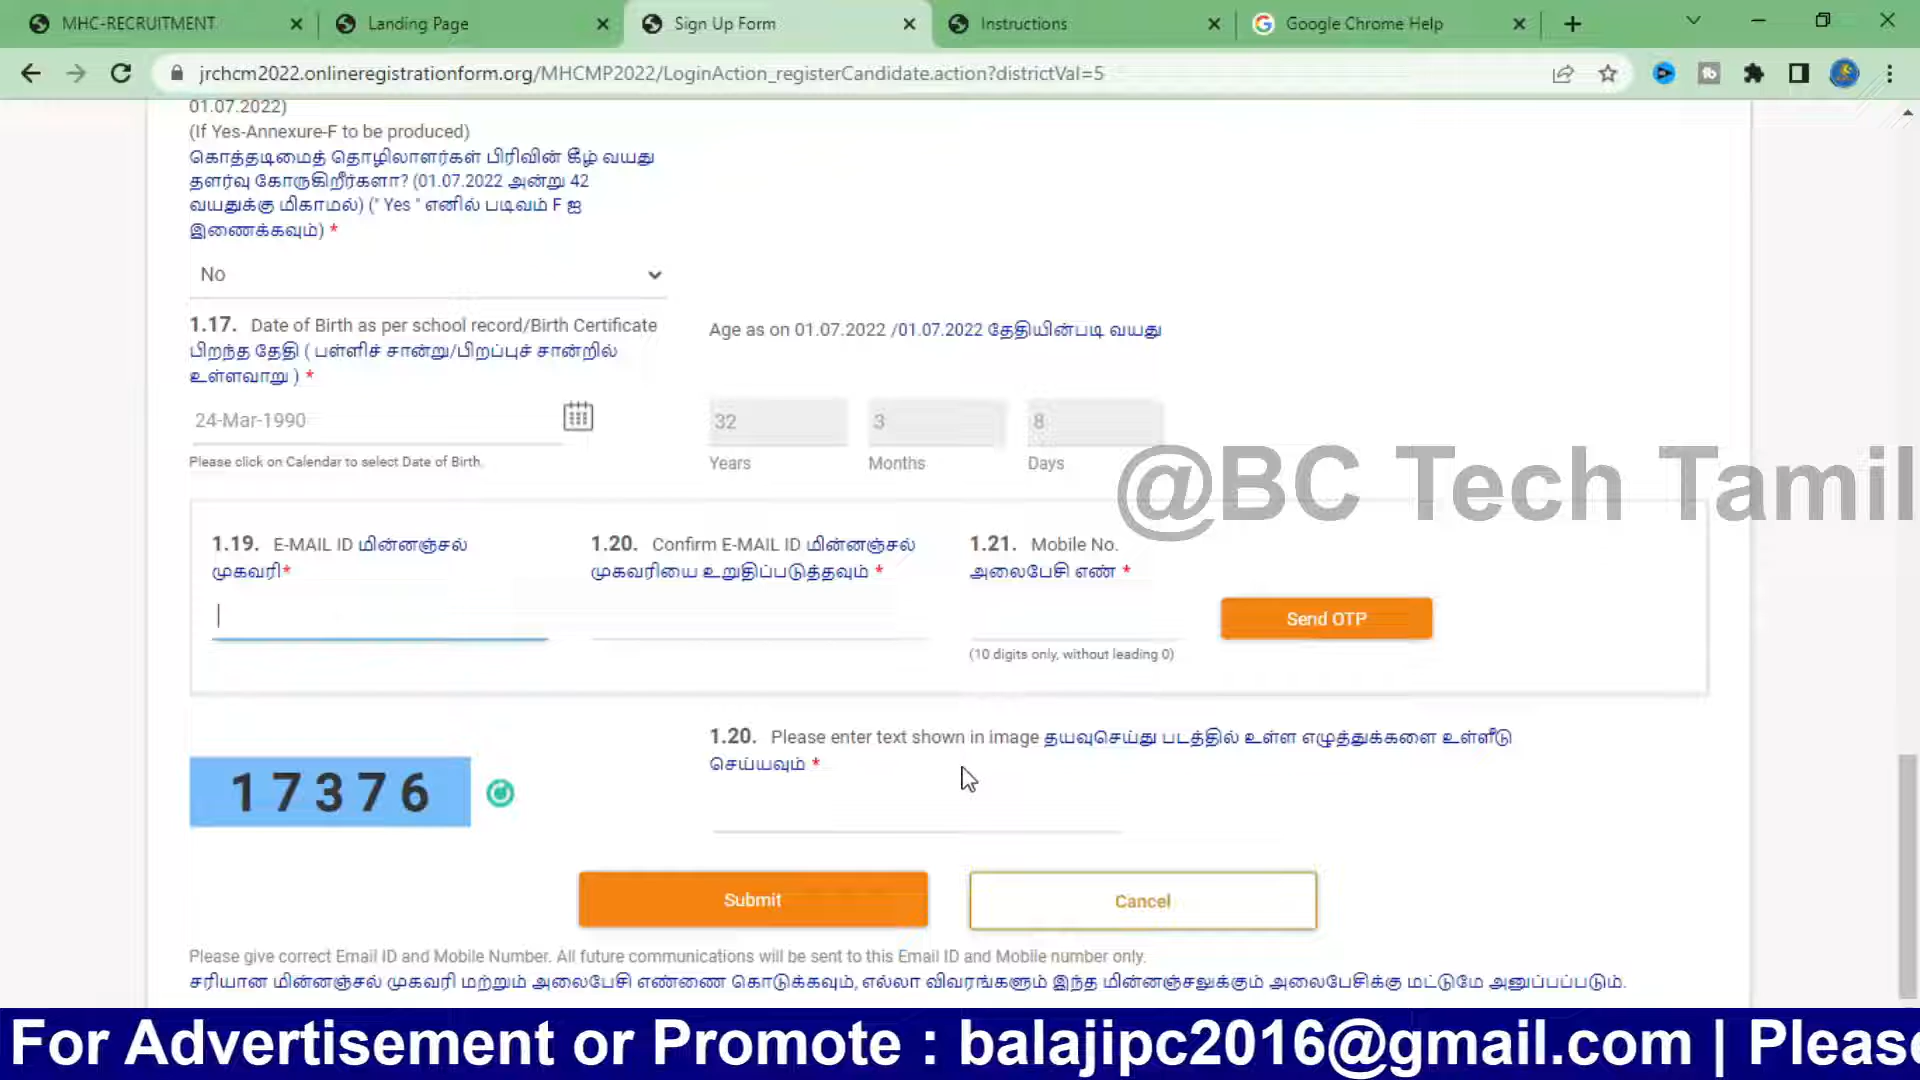 MHC-RECRUITMENT
Landing Page
Sign Up Form
Instructions
Google Chrome Help
jrchcm2022.onlineregistrationform.org/MHCMP2022/LoginAction_registerCandidate.action?districtVal=5
01.07.2022)
(If Yes-Annexure-F to be produced)
கொத்தடிமைத் தொழிலாளர்கள் பிரிவின் கீழ் வயது
தளர்வு கோருகிறீர்களா? (01.07.2022 அன்று 42
வயதுக்கு மிகாமல்) (" Yes " எனில் படிவம் F ஐ
இணைக்கவும்) *
No
1.17. Date of Birth as per school record/Birth Certificate
பிறந்த தேதி ( பள்ளிச் சான்று/பிறப்புச் சான்றில்
உள்ளவாறு ) *
Age as on 01.07.2022 /01.07.2022 தேதியின்படி வயது
24-Mar-1990
32
3
8
Please click on Calendar to select Date of Birth.
Years
Months
Days
@BC Tech Tamil
1.19. E-MAIL ID மின்னஞ்சல்
முகவரி*
1.20. Confirm E-MAIL ID மின்னஞ்சல்
முகவரியை உறுதிப்படுத்தவும் *
1.21. Mobile No.
அலைபேசி எண் *
Send OTP
(10 digits only, without leading 0)
1.20. Please enter text shown in image தயவுசெய்து படத்தில் உள்ள எழுத்துக்களை உள்ளீடு
செய்யவும் *
17376
Submit
Cancel
Please give correct Email ID and Mobile Number. All future communications will be sent to this Email ID and Mobile number only.
சரியான மின்னஞ்சல் முகவரி மற்றும் அலைபேசி எண்ணை கொடுக்கவும், எல்லா விவரங்களும் இந்த மின்னஞ்சலுக்கும் அலைபேசிக்கு மட்டுமே அனுப்பப்படும்.
For Advertisement or Promote : balajipc2016@gmail.com | Please